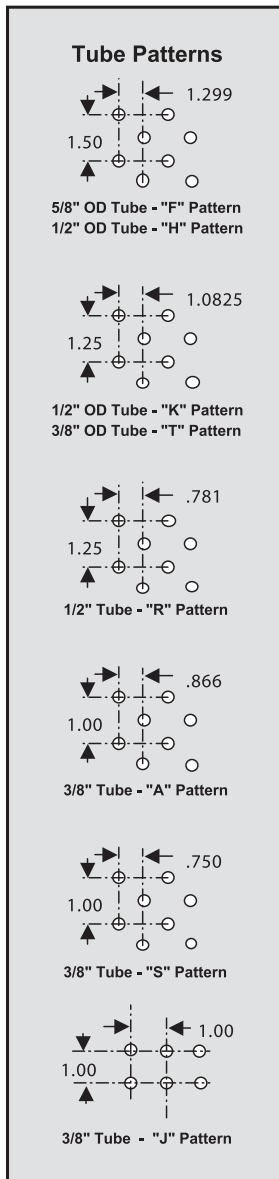 Tube Patterns
1.299
1.50
5/8" OD Tube - "F" Pattern
1/2" OD Tube - "H" Pattern
1.0825
1.25
1/2" OD Tube - "K" Pattern
3/8" OD Tube - "T" Pattern
.781
1.25
1/2" Tube - "R" Pattern
.866
1.00
3/8" Tube - "A" Pattern
.750
1.00
3/8" Tube - "S" Pattern
1.00
1.00
3/8" Tube - "J" Pattern